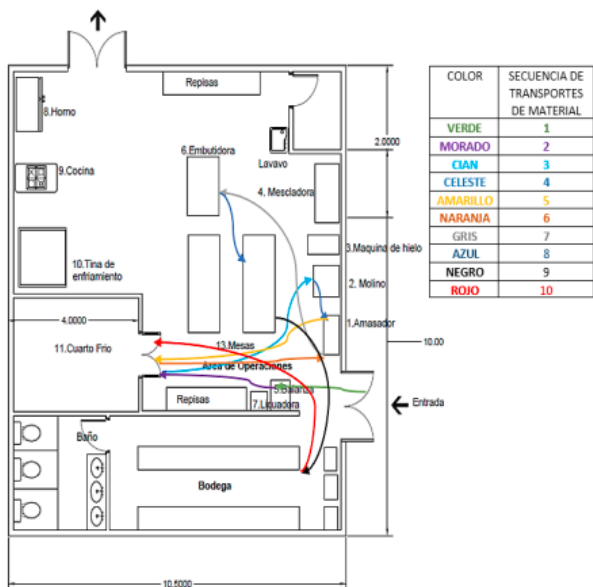 Repisas
8.Horno
6.Embutidora
Lavavo
2.0000
9.Cocina
4. Mescladora
3.Maquina de hielo
10.Tina de
enfriamiento
2. Molino
4.0000
1.Amasador
13.Mesas
10.00
11.Cuarto Frio
Area de Operaciones
5.Balanza
Repisas
7.Licuadora
Entrada
Baño
Bodega
10.5000
COLOR SECUENCIA DE
TRANSPORTES
DE MATERIAL
VERDE 1
MORADO 2
CIAN 3
CELESTE 4
AMARILLO 5
NARANJA 6
GRIS 7
AZUL 8
NEGRO 9
ROJO 10